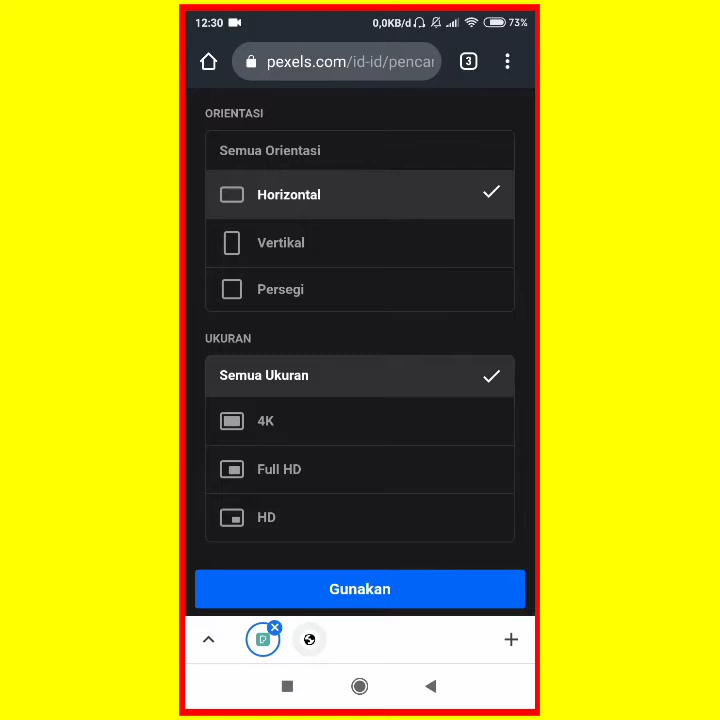 12:30 0,0KB/d 73%
pexels.com/id-id/pencar 3
ORIENTASI
Semua Orientasi
Horizontal
Vertikal
Persegi
UKURAN
Semua Ukuran
4K
Full HD
HD
Gunakan